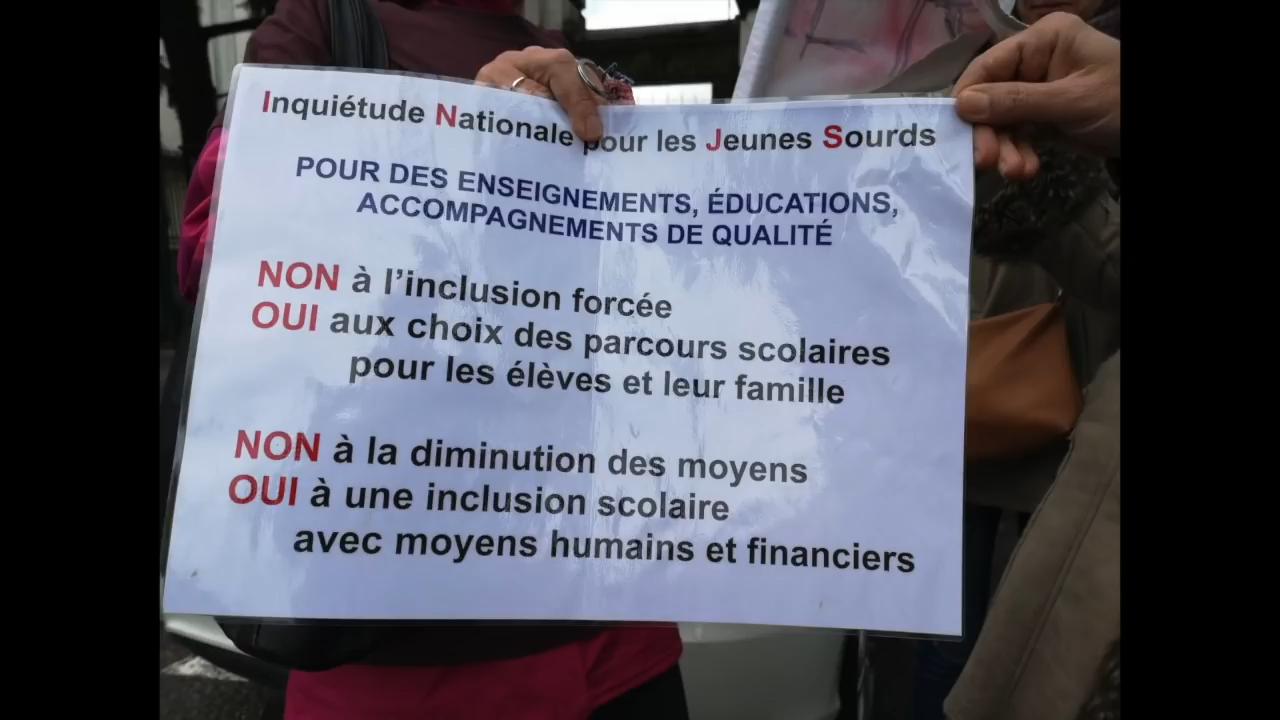 Inquiétude Nationale pour les Jeunes Sourds
POUR DES ENSEIGNEMENTS, ÉDUCATIONS,
ACCOMPAGNEMENTS DE QUALITÉ
NON à l'inclusion forcée
OUI aux choix des parcours scolaires
pour les élèves et leur famille
NON à la diminution des moyens
OUI à une inclusion scolaire
avec moyens humains et financiers